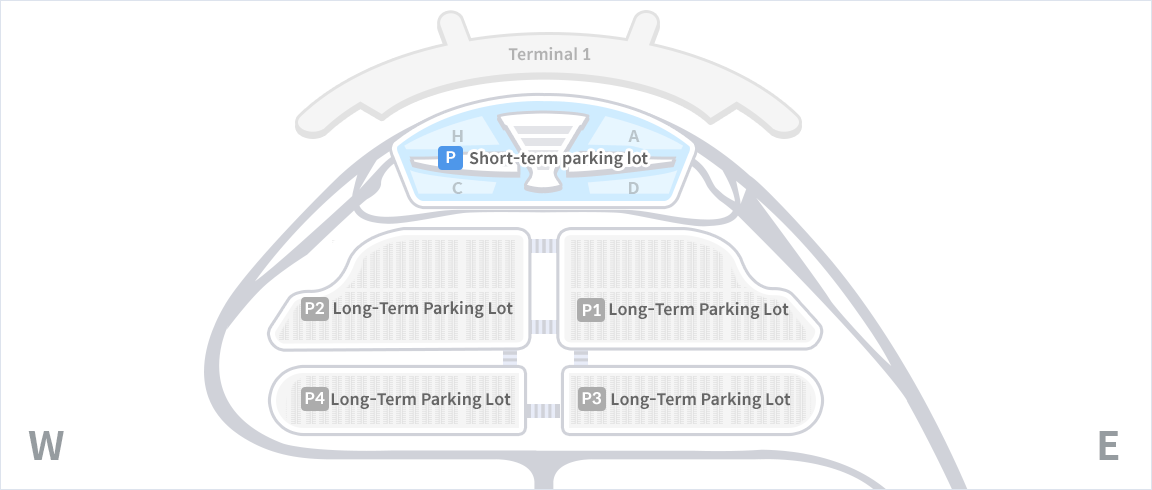 Terminal 1
H
A
P Short-term parking lot
C
D
P2 Long-Term Parking Lot
P1 Long-Term Parking Lot
P4 Long-Term Parking Lot
P3 Long-Term Parking Lot
W
E